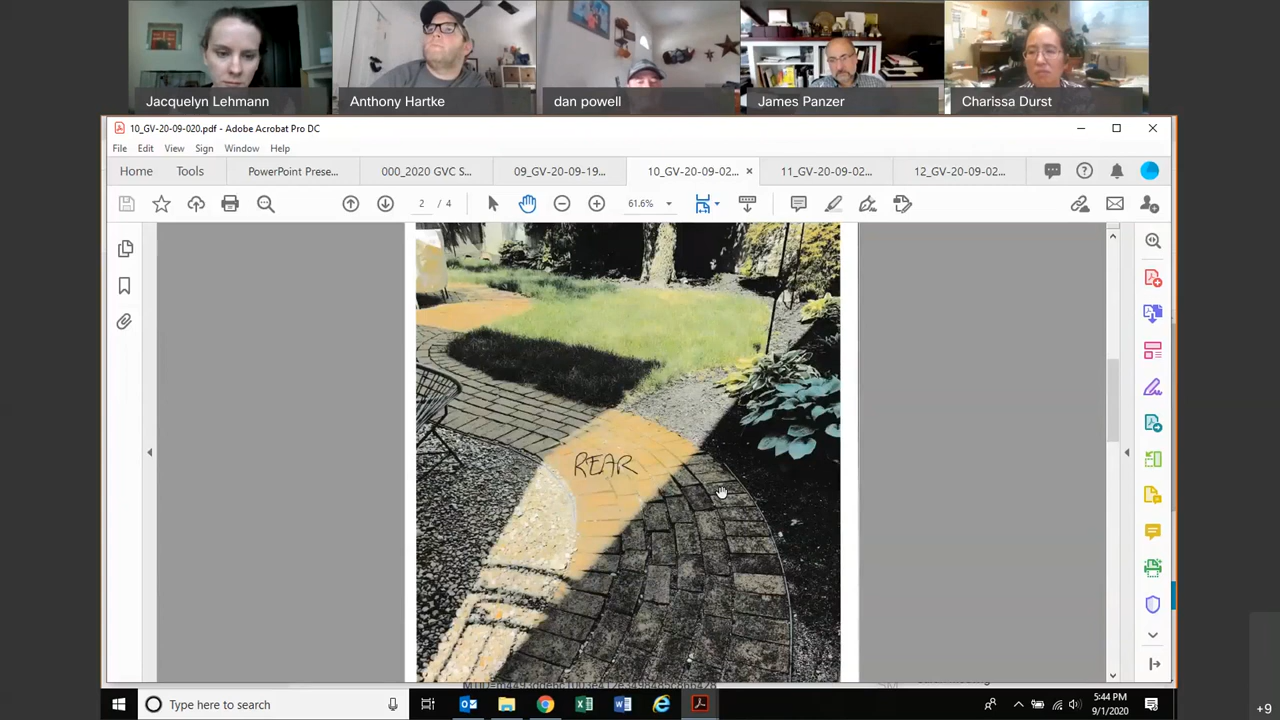 Jacquelyn Lehmann
Anthony Hartke
dan powell
James Panzer
Charissa Durst
10_GV-20-09-020.pdf - Adobe Acrobat Pro DC
File Edit View Sign Window Help
Home Tools PowerPoint Prese... 000_2020 GVC S... 09_GV-20-09-19... 10_GV-20-09-02... 11_GV-20-09-02... 12_GV-20-09-02...
2 / 4 61.6%
REAR
Type here to search
5:44 PM
9/1/2020
+9